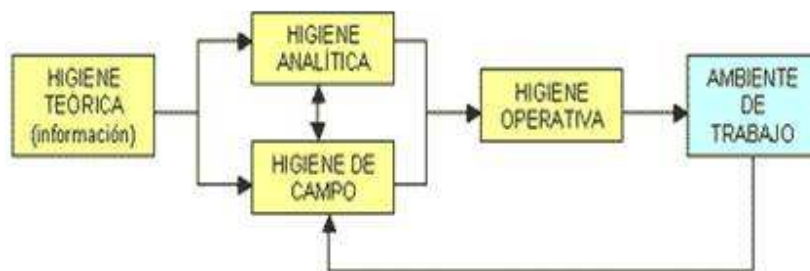 HIGIENE
TEÓRICA
(información)
HIGIENE
ANALÍTICA
HIGIENE DE
CAMPO
HIGIENE
OPERATIVA
AMBIENTE
DE
TRABAJO